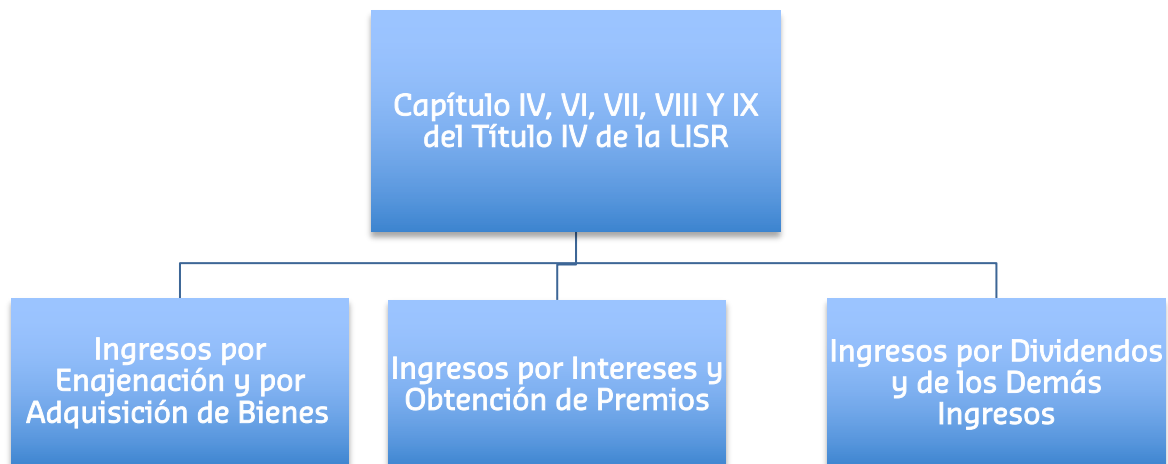 Capítulo IV, VI, VII, VIII Y IX
del Título IV de la LISR
Ingresos por
Enajenación y por
Adquisición de Bienes
Ingresos por Intereses y
Obtención de Premios
Ingresos por Dividendos
y de los Demás
Ingresos